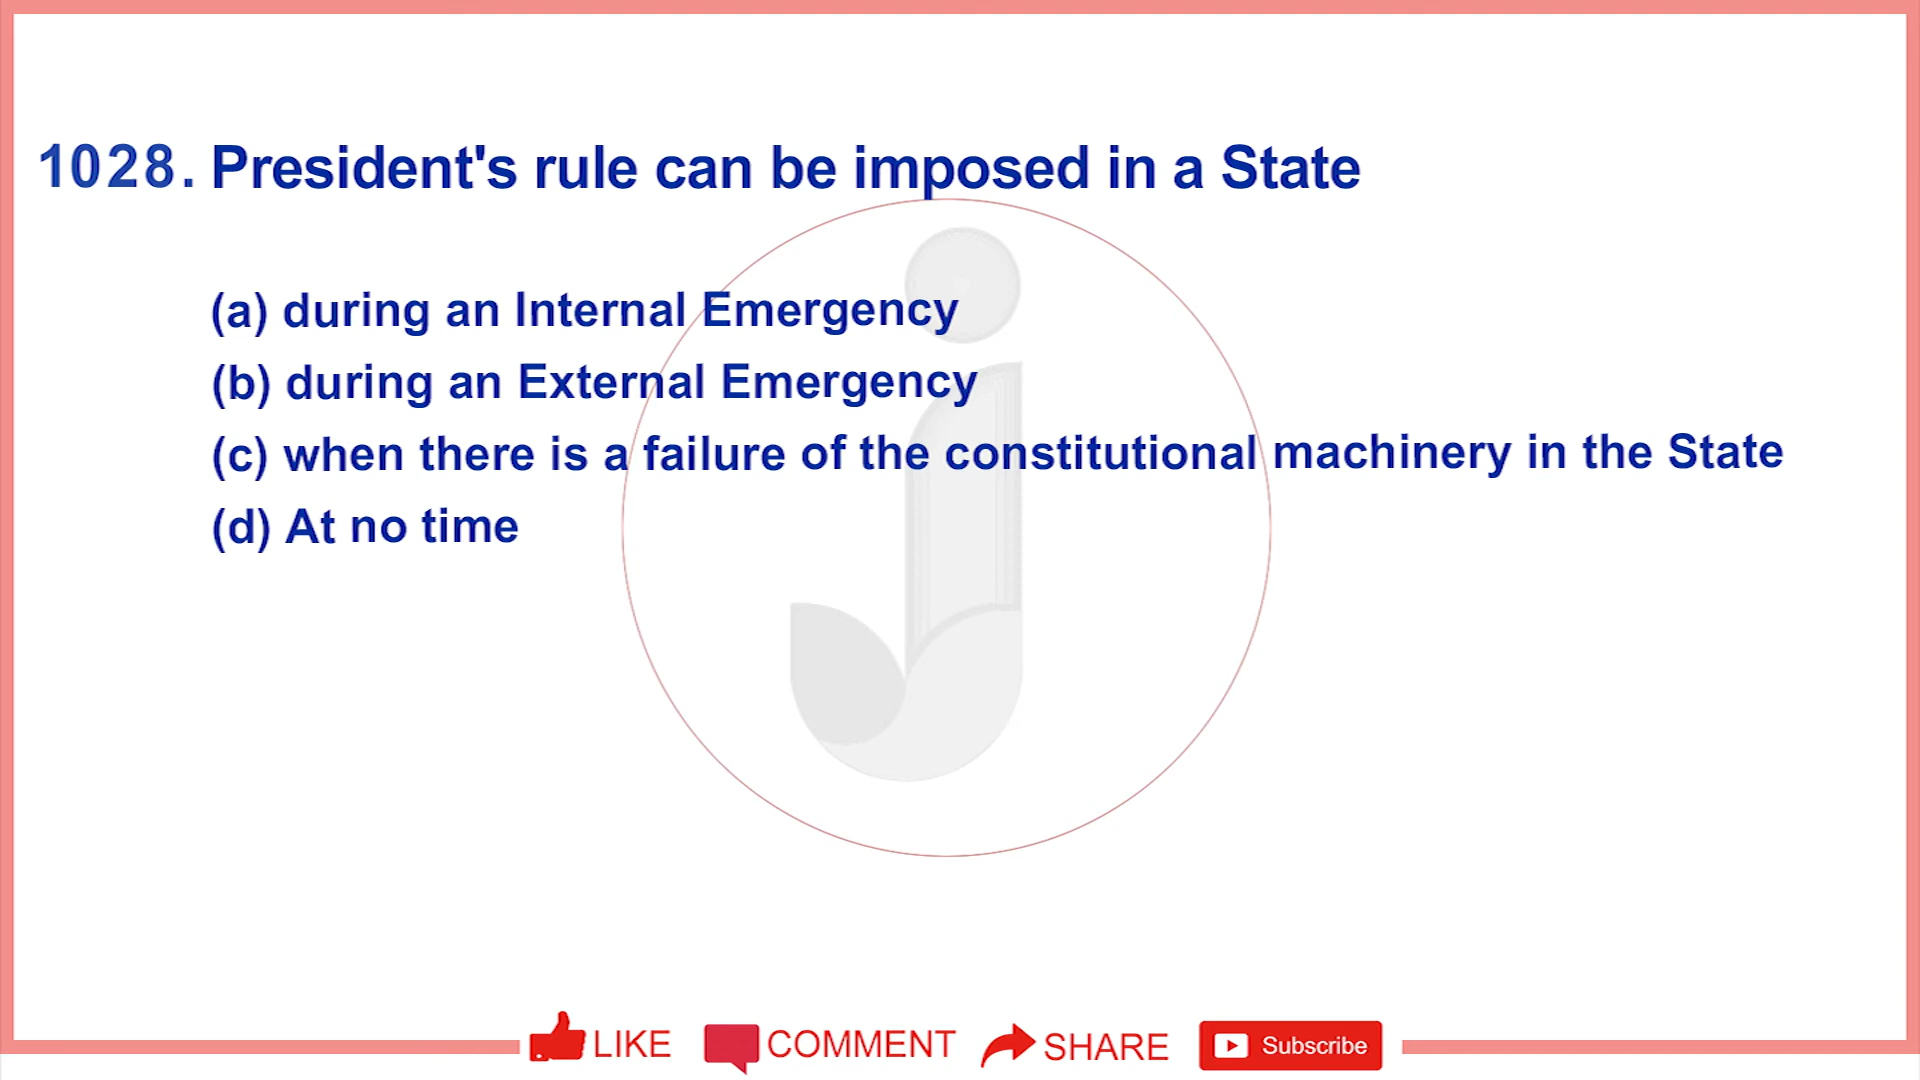 1028. President's rule can be imposed in a State
(a) during an Internal Emergency
(b) during an External Emergency
(c) when there is a failure of the constitutional machinery in the State
(d) At no time
LIKE COMMENT SHARE Subscribe